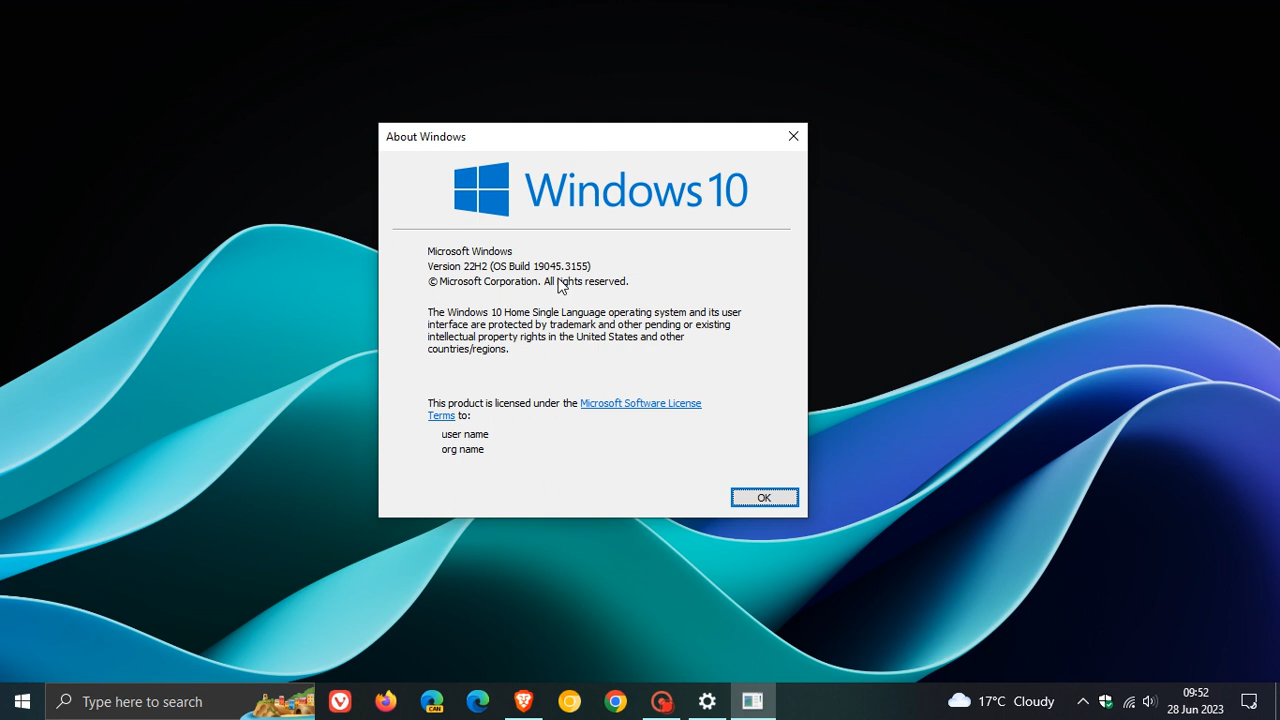 About Windows
Windows 10
Microsoft Windows
Version 22H2 (OS Build 19045.3155)
© Microsoft Corporation. All rights reserved.
The Windows 10 Home Single Language operating system and its user
interface are protected by trademark and other pending or existing
intellectual property rights in the United States and other
countries/regions.
This product is licensed under the Microsoft Software License
Terms to:
user name
org name
OK
Type here to search
CAN
17°C Cloudy
09:52
28 Jun 2023